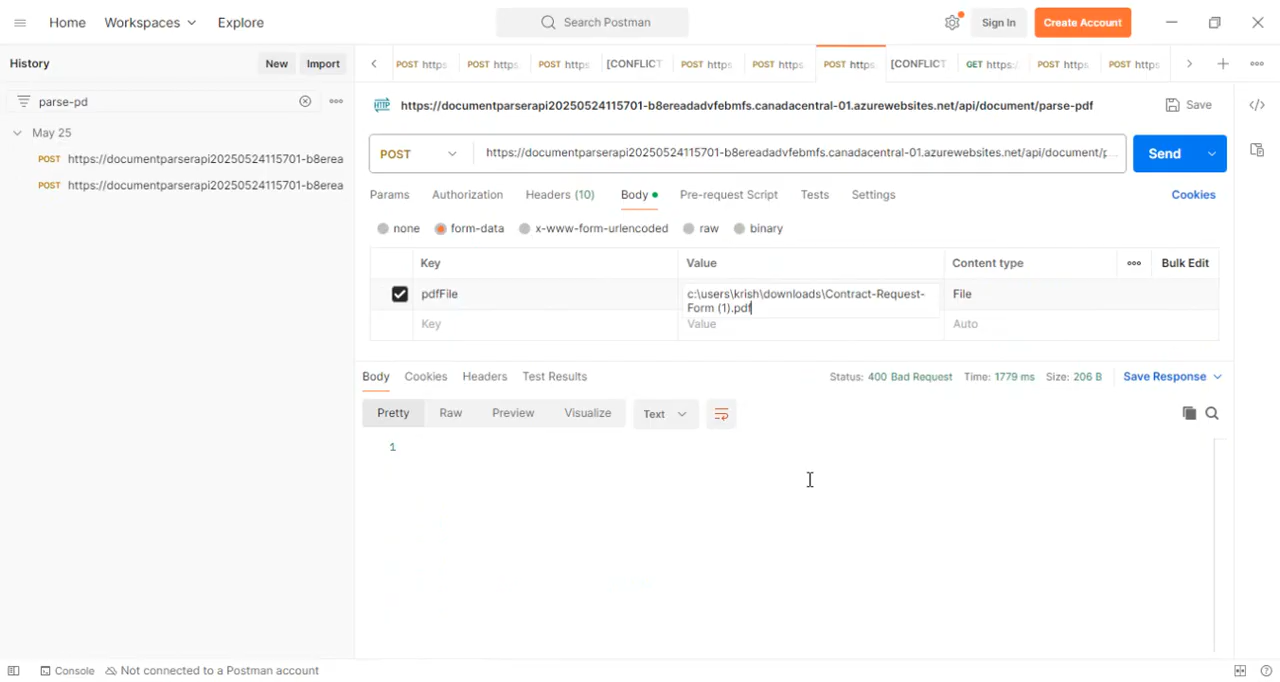 Home Workspaces Explore Search Postman Sign In Create Account
History New Import POST https: POST https: POST https: [CONFLICT POST https: POST https: POST https: [CONFLICT GET https: POST https: POST https:
parse-pd https://documentparserapi20250524115701-b8ereadadvfebmfs.canadacentral-01.azurewebsites.net/api/document/parse-pdf Save
May 25
POST https://documentparserapi20250524115701-b8erea
POST https://documentparserapi20250524115701-b8erea
POST https://documentparserapi20250524115701-b8ereadadvfebmfs.canadacentral-01.azurewebsites.net/api/document/p... Send
Params Authorization Headers (10) Body Pre-request Script Tests Settings Cookies
none form-data x-www-form-urlencoded raw binary
Key Value Content type Bulk Edit
pdfFile c:\users\krish\downloads\Contract-Request-
Form (1).pdf File
Key Value Auto
Body Cookies Headers Test Results Status: 400 Bad Request Time: 1779 ms Size: 206 B Save Response
Pretty Raw Preview Visualize Text
1
Console Not connected to a Postman account